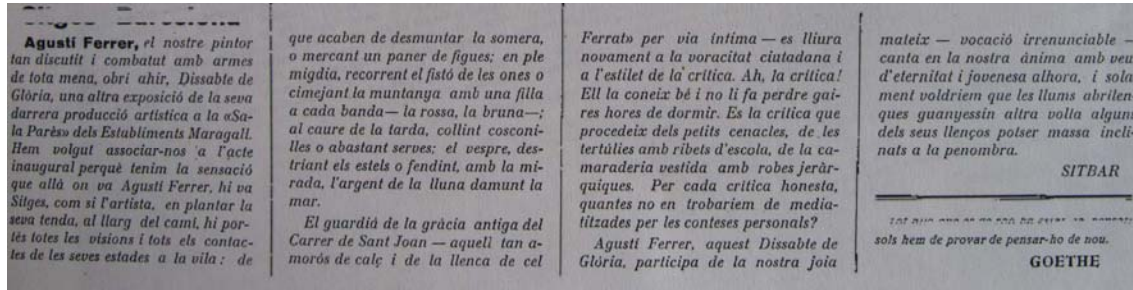 Agustí Ferrer, el nostre pintor
tan discutit i combatut amb armes
de tota mena, obrí ahir, Dissabte de
Glòria, una altra exposició de la seva
darrera producció artística a la «Sa-
la Parès» dels Establiments Maragall.
Hem volgut associar-nos a l'acte
inaugural perquè tenim la sensació
que allà on va Agustí Ferrer, hi va
Sitges, com si l'artista, en plantar la
seva tenda, al llarg del camí, hi por-
tés totes les visions i tots els contac-
tes de les seves estades a la vila: de
que acaben de desmuntar la somera,
o mercant un paner de figues; en ple
migdia, recorrent el fistó de les ones o
cimejant la muntanya amb una filla
a cada banda — la rossa, la bruna —;
al caure de la tarda, collint cosconi-
lles o abastant serves; el vespre, des-
triant els estels o fendint, amb la mi-
rada, l'argent de la lluna damunt la
mar.
El guardià de la gràcia antiga del
Carrer de Sant Joan — aquell tan a-
morós de calç i de la llenca de cel
Ferrat» per via íntima — es lliura
novament a la voracitat ciutadana i
a l'estilet de la crítica. Ah, la crítica!
Ell la coneix bé i no li fa perdre gai-
res hores de dormir. Es la crítica que
procedeix dels petits cenacles, de les
tertúlies amb ribets d'escola, de la ca-
maraderia vestida amb robes jeràr-
quiques. Per cada crítica honesta,
quantes no en trobaríem de media-
titzades per les conteses personals?
Agustí Ferrer, aquest Dissabte de
Glòria, participa de la nostra joia
mateix — vocació irrenunciable —
canta en la nostra ànima amb veu
d'eternitat i jovenesa alhora, i sola
ment voldríem que les llums abrilen-
ques guanyessin altra volta alguns
dels seus llenços potser massa incli-
nats a la penombra.
SITBAR
sols hem de provar de pensar-ho de nou.
GOETHE